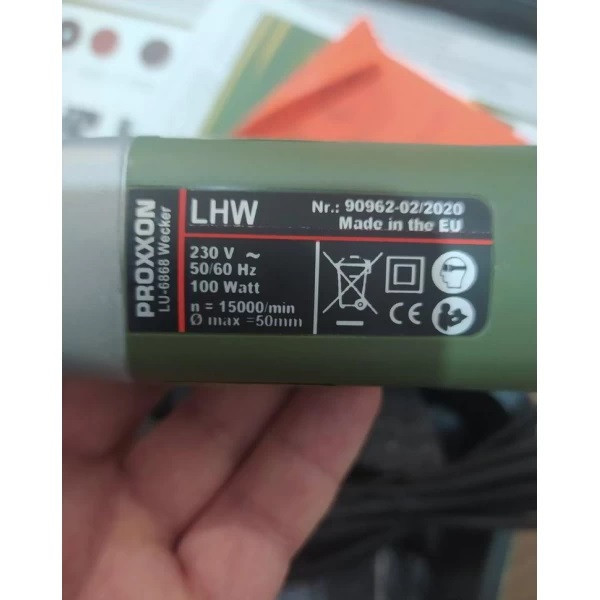 PROXXON
LU-6868 Wecker
LHW
Nr.: 90962-02/2020
Made in the EU
230 V ~
50/60 Hz
100 Watt
n = 15000/min
Ø max =50mm
CE